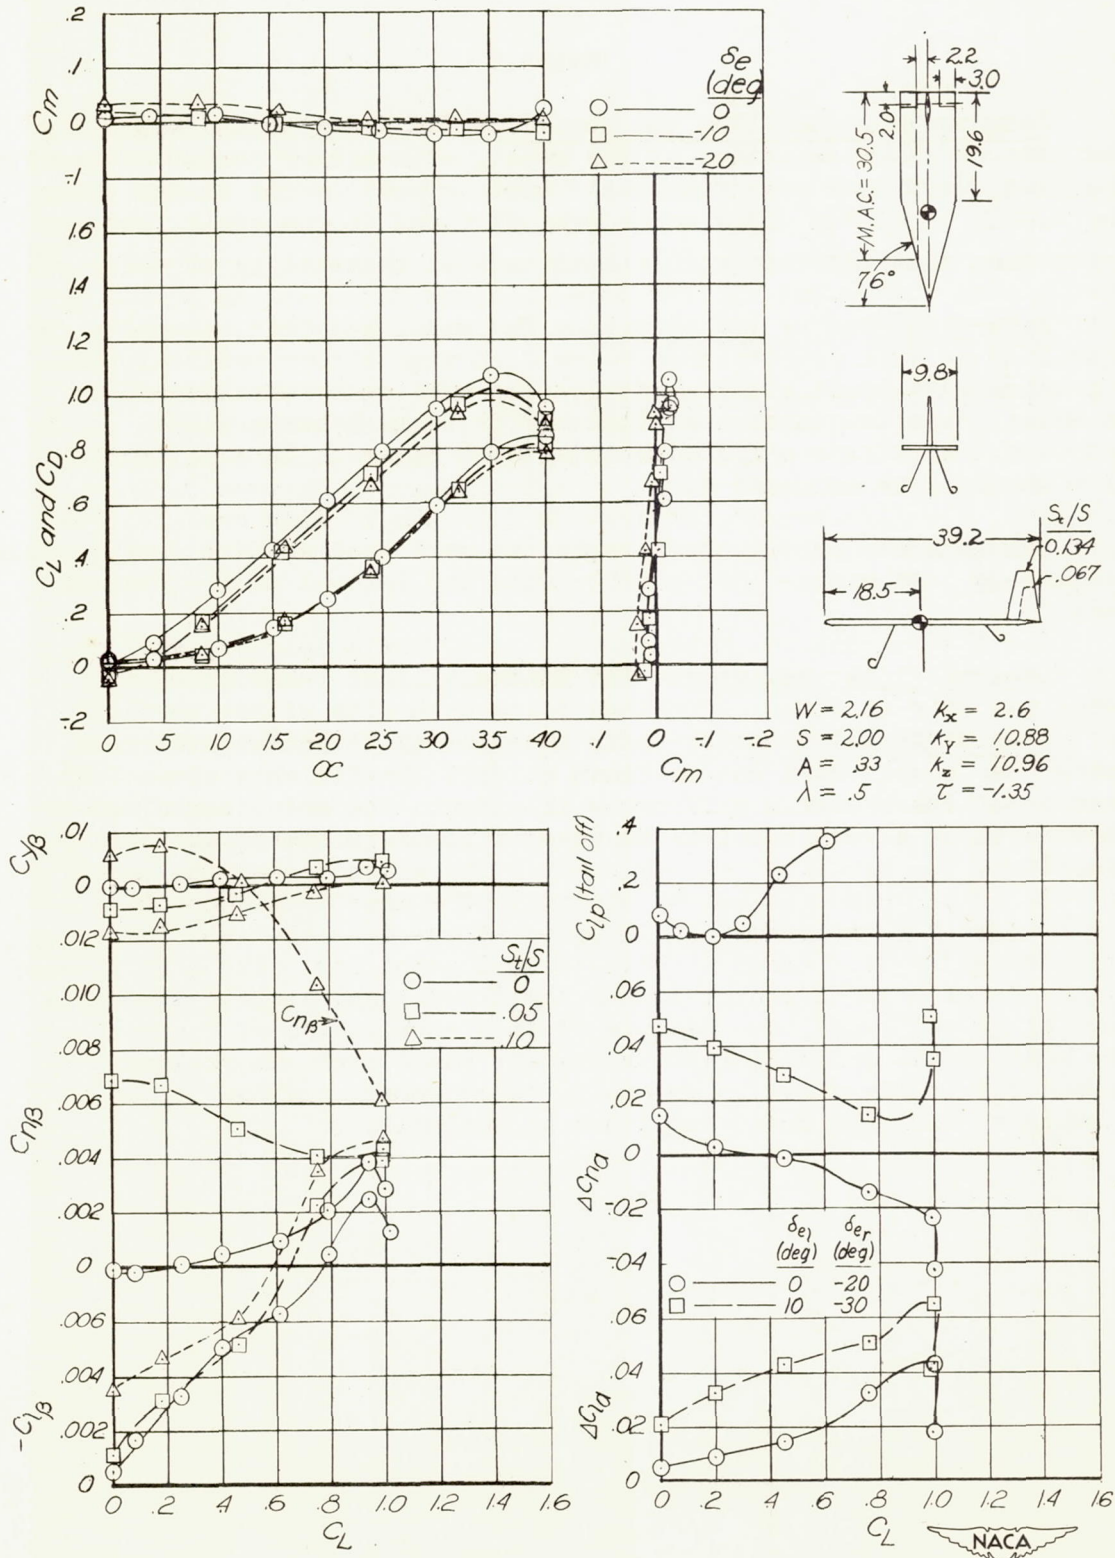 .2
.1
0
-.1
Cm
δe
(deg)
0
-10
-20
1.6
1.4
1.2
1.0
.8
.6
.4
.2
0
-.2
CL and CD
0 5 10 15 20 25 30 35 40
α
.1 0 -.1 -.2
Cm
2.2
3.0
2.0
M.A.C.= 30.5
19.6
76°
9.8
St/S
0.134
.067
39.2
18.5
W = 2.16 kx = 2.6
S = 2.00 kY = 10.88
A = .33 kz = 10.96
λ = .5 τ = -1.35
.01
0
CYβ
.012
.010
.008
.006
.004
.002
0
Cnβ
St/S
0
.05
.10
Cnβ
.006
.004
.002
0
-Clβ
0 .2 .4 .6 .8 1.0 1.2 1.4 1.6
CL
.4
.2
0
Clp (tail off)
.06
.04
.02
0
-.02
-.04
ΔCna
δel δer
(deg) (deg)
0 -20
10 -30
.06
.04
.02
0
ΔCla
0 .2 .4 .6 .8 1.0 1.2 1.4 1.6
CL
NACA